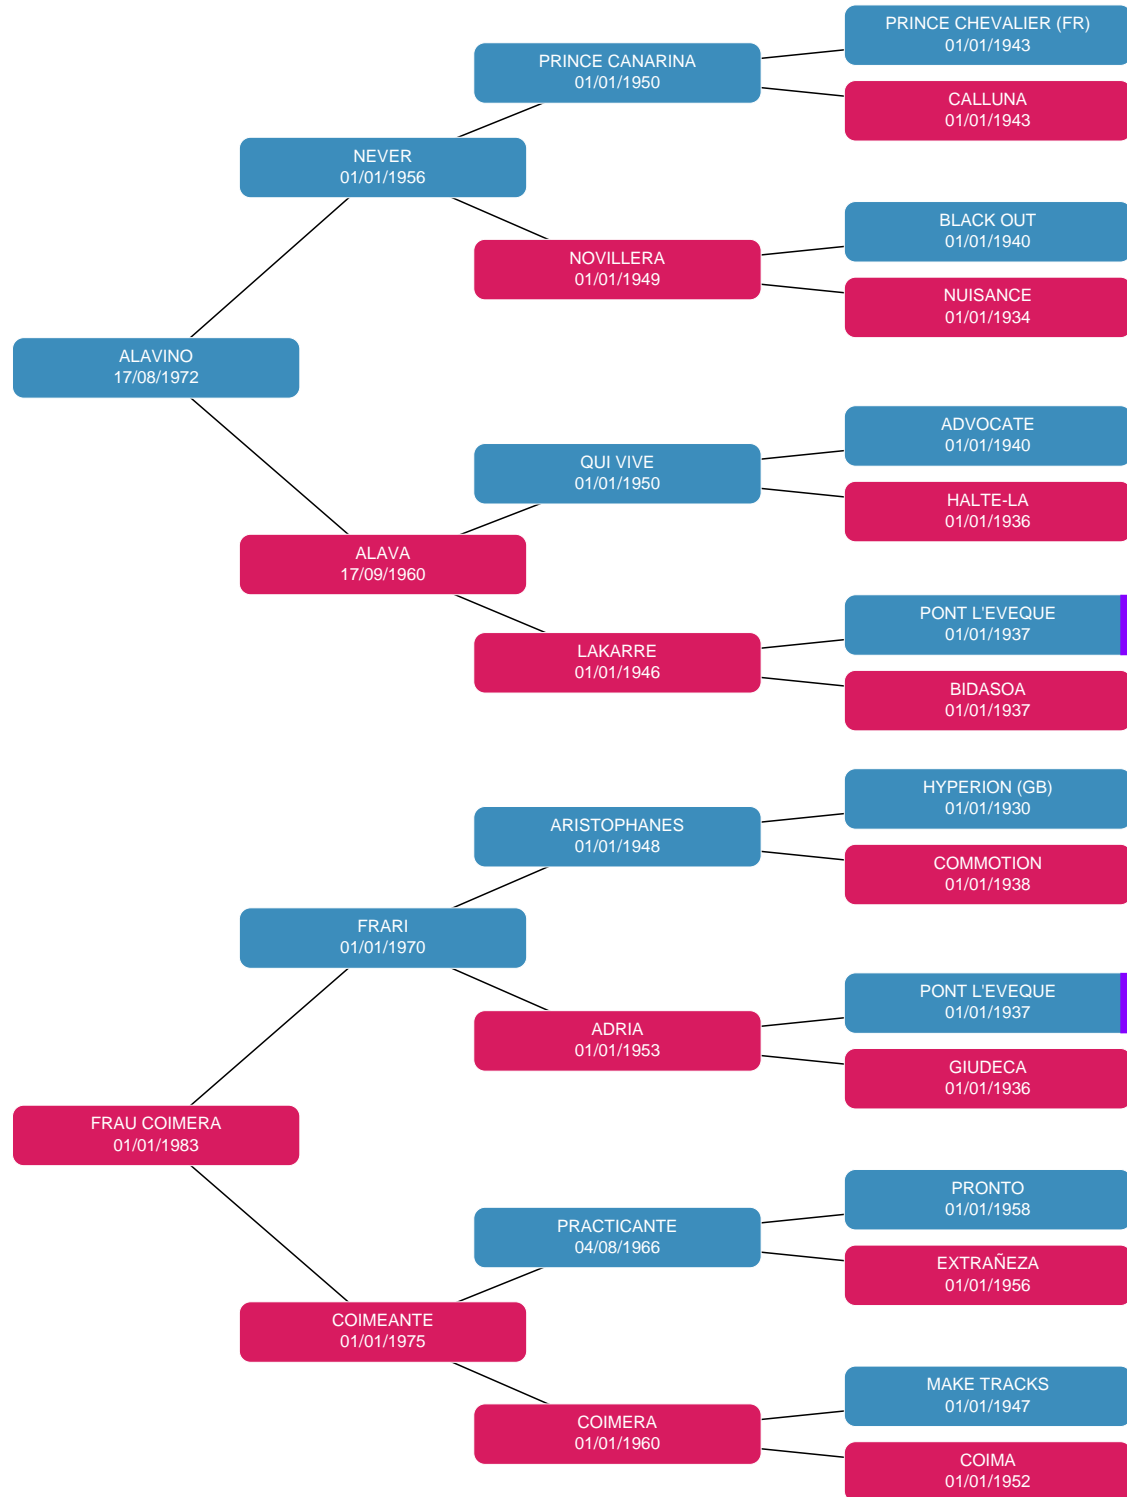 PRINCE CHEVALIER (FR)
01/01/1943
PRINCE CANARINA
01/01/1950
CALLUNA
01/01/1943
NEVER
01/01/1956
BLACK OUT
01/01/1940
NOVILLERA
01/01/1949
NUISANCE
01/01/1934
ALAVINO
17/08/1972
ADVOCATE
01/01/1940
QUI VIVE
01/01/1950
HALTE-LA
01/01/1936
ALAVA
17/09/1960
PONT L'EVEQUE
01/01/1937
LAKARRE
01/01/1946
BIDASOA
01/01/1937
HYPERION (GB)
01/01/1930
ARISTOPHANES
01/01/1948
COMMOTION
01/01/1938
FRARI
01/01/1970
PONT L'EVEQUE
01/01/1937
ADRIA
01/01/1953
GIUDECA
01/01/1936
FRAU COIMERA
01/01/1983
PRONTO
01/01/1958
PRACTICANTE
04/08/1966
EXTRAÑEZA
01/01/1956
COIMEANTE
01/01/1975
MAKE TRACKS
01/01/1947
COIMERA
01/01/1960
COIMA
01/01/1952